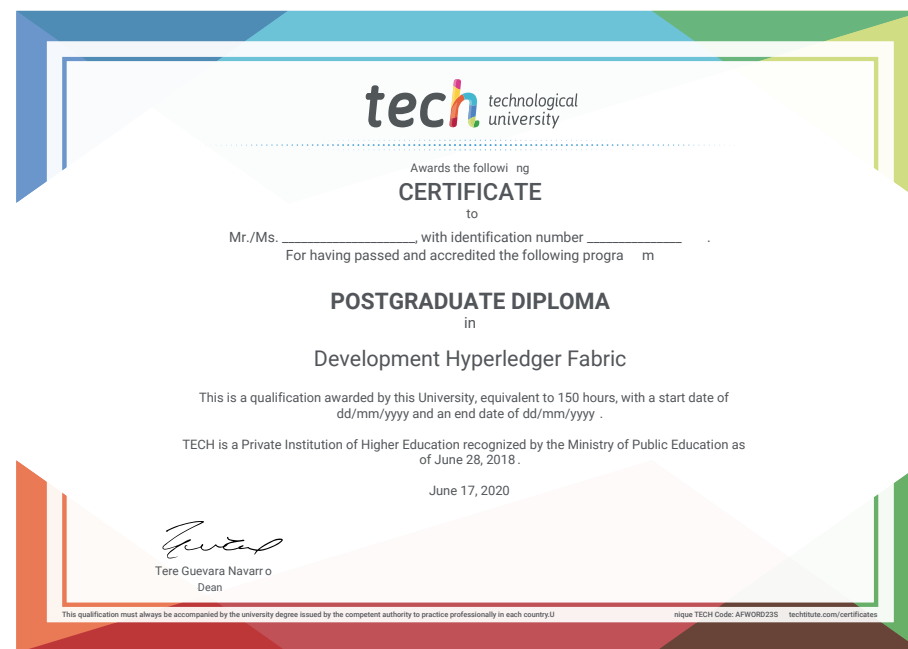 tech technological
university
Awards the followi ng
CERTIFICATE
to
Mr./Ms. ____________________, with identification number ______________ .
For having passed and accredited the following progra m
POSTGRADUATE DIPLOMA
in
Development Hyperledger Fabric
This is a qualification awarded by this University, equivalent to 150 hours, with a start date of
dd/mm/yyyy and an end date of dd/mm/yyyy .
TECH is a Private Institution of Higher Education recognized by the Ministry of Public Education as
of June 28, 2018 .
June 17, 2020
Tere Guevara Navarr o
Dean
This qualification must always be accompanied by the university degree issued by the competent authority to practice professionally in each country.U nique TECH Code: AFWORD23S techtitute.com/certificates